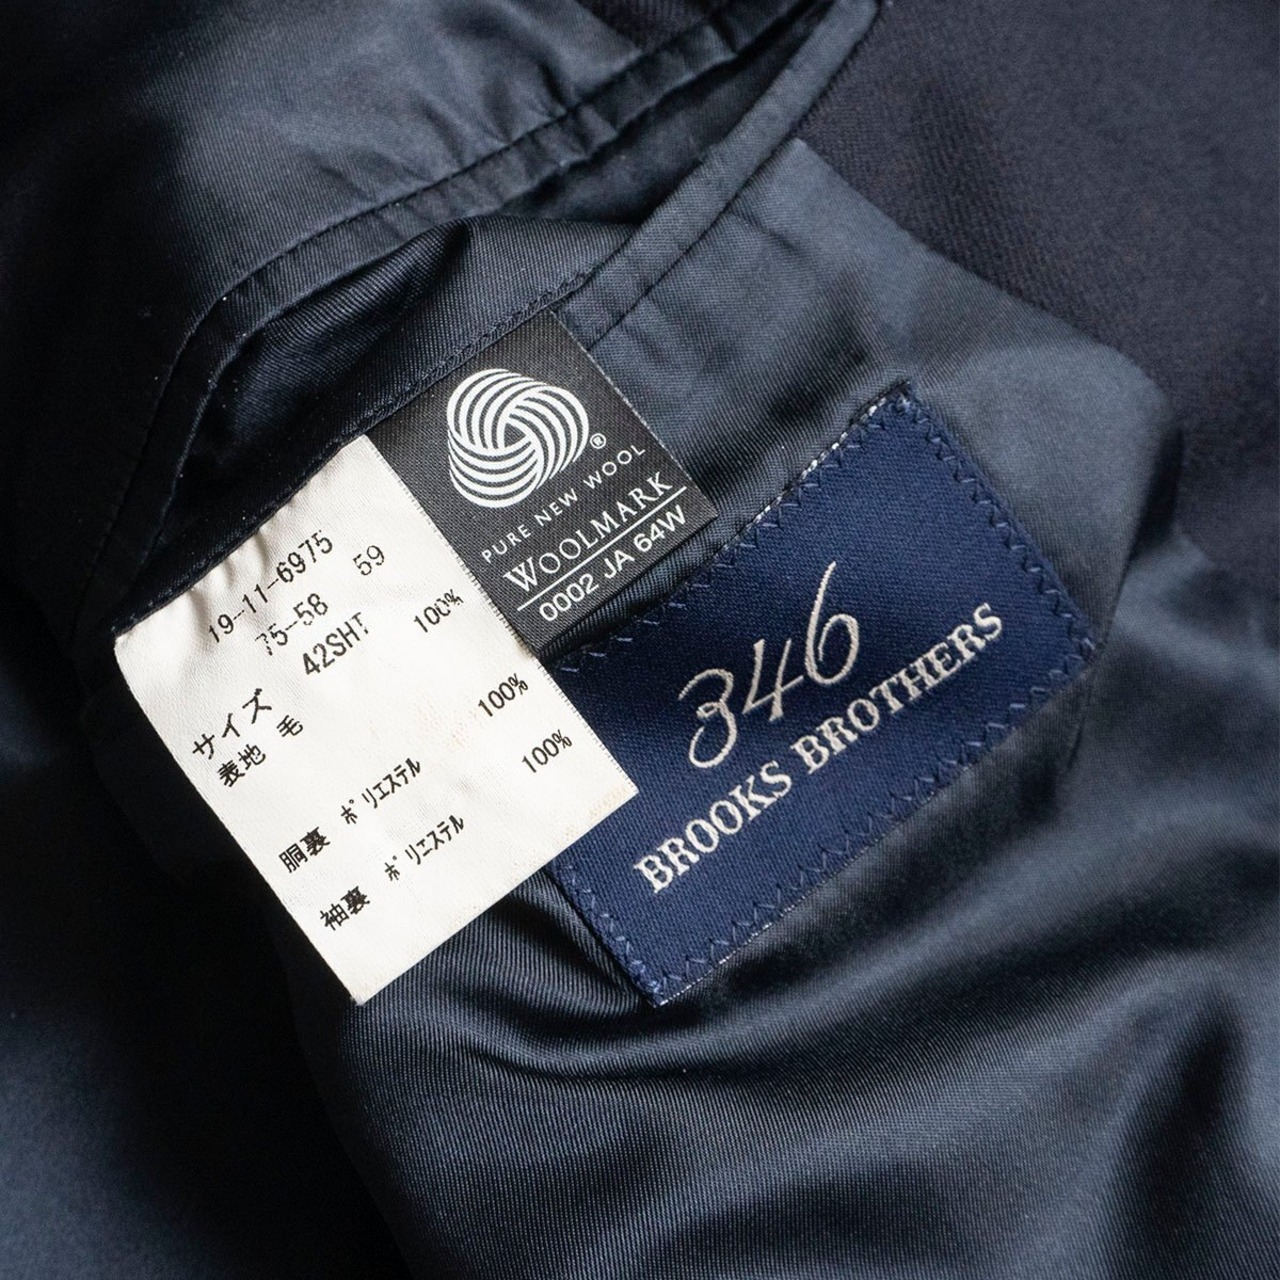 19-11-6975
75-58 59
サイズ 42SHT
表地 毛 100%
胴裏 ポリエステル 100%
袖裏 ポリエステル 100%
®
PURE NEW WOOL
WOOLMARK
0002 JA 64W
346
BROOKS BROTHERS